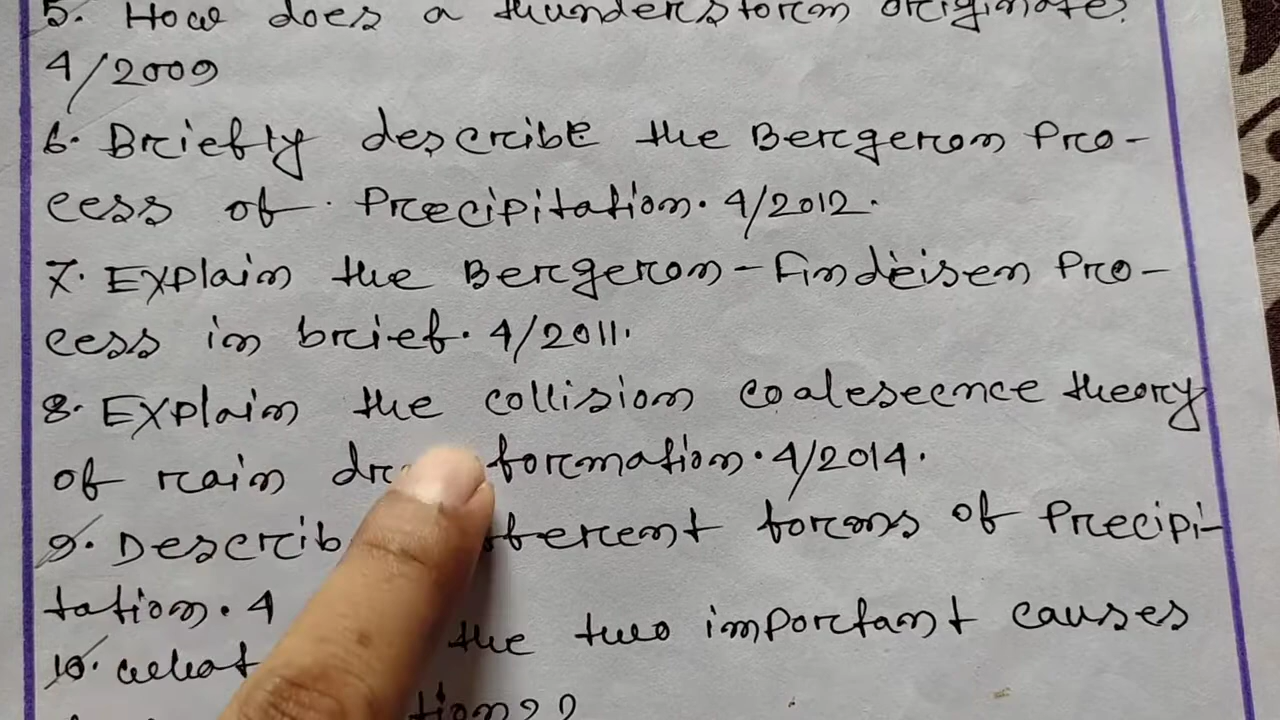 5. How does a thunderstorm originate?
4/2009
6. Briefly describe the Bergeron Pro-
cess of Precipitation. 4/2012.
7. Explain the Bergeron-Findeisen Pro-
cess in brief. 4/2011.
8. Explain the collision coalescence theory
of rain formation. 4/2014.
9. forms of Precipi-
tation. 4
10. What the two important causes